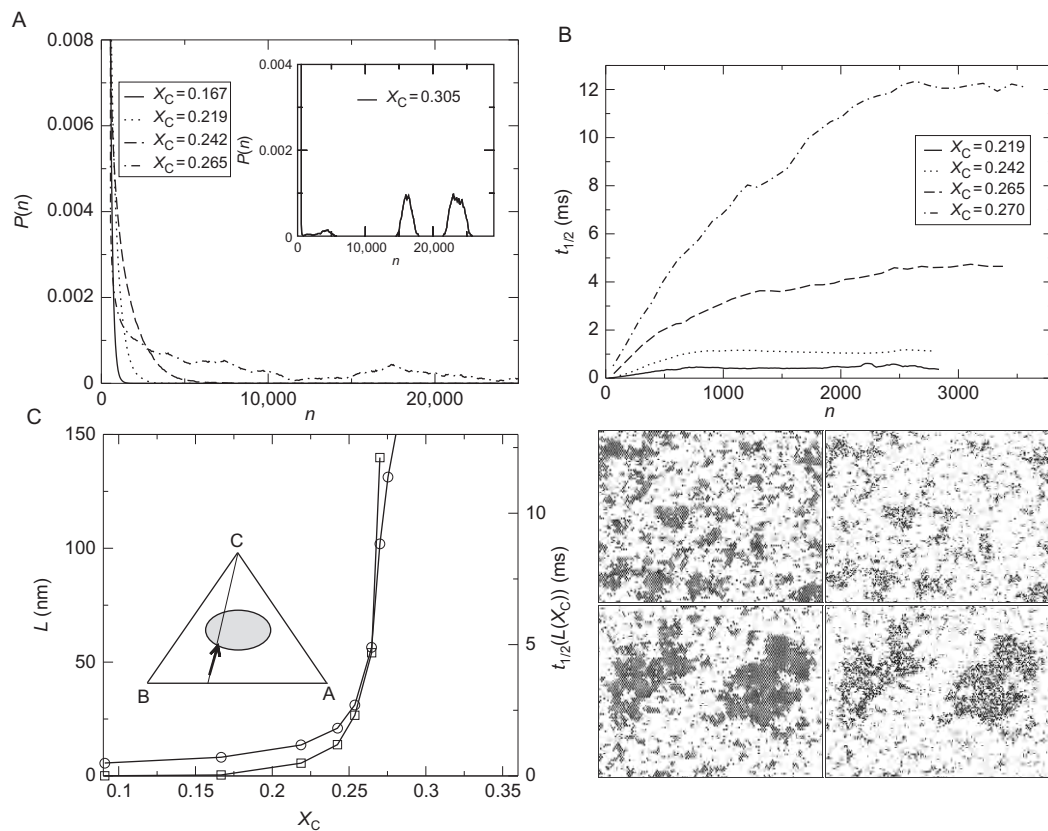 A
0.008
0.006
0.004
0.002
0
P(n)
X_C = 0.167
X_C = 0.219
X_C = 0.242
X_C = 0.265
10,000
20,000
n
0.004
0.002
0
P(n)
X_C = 0.305
0
10,000
20,000
n
B
12
10
8
6
4
2
0
t_{1/2} (ms)
X_C = 0.219
X_C = 0.242
X_C = 0.265
X_C = 0.270
0
1000
2000
3000
n
C
150
100
50
0
L (nm)
C
B
A
10
5
0
t_{1/2}(L(X_C)) (ms)
0.1
0.15
0.2
0.25
0.3
0.35
X_C